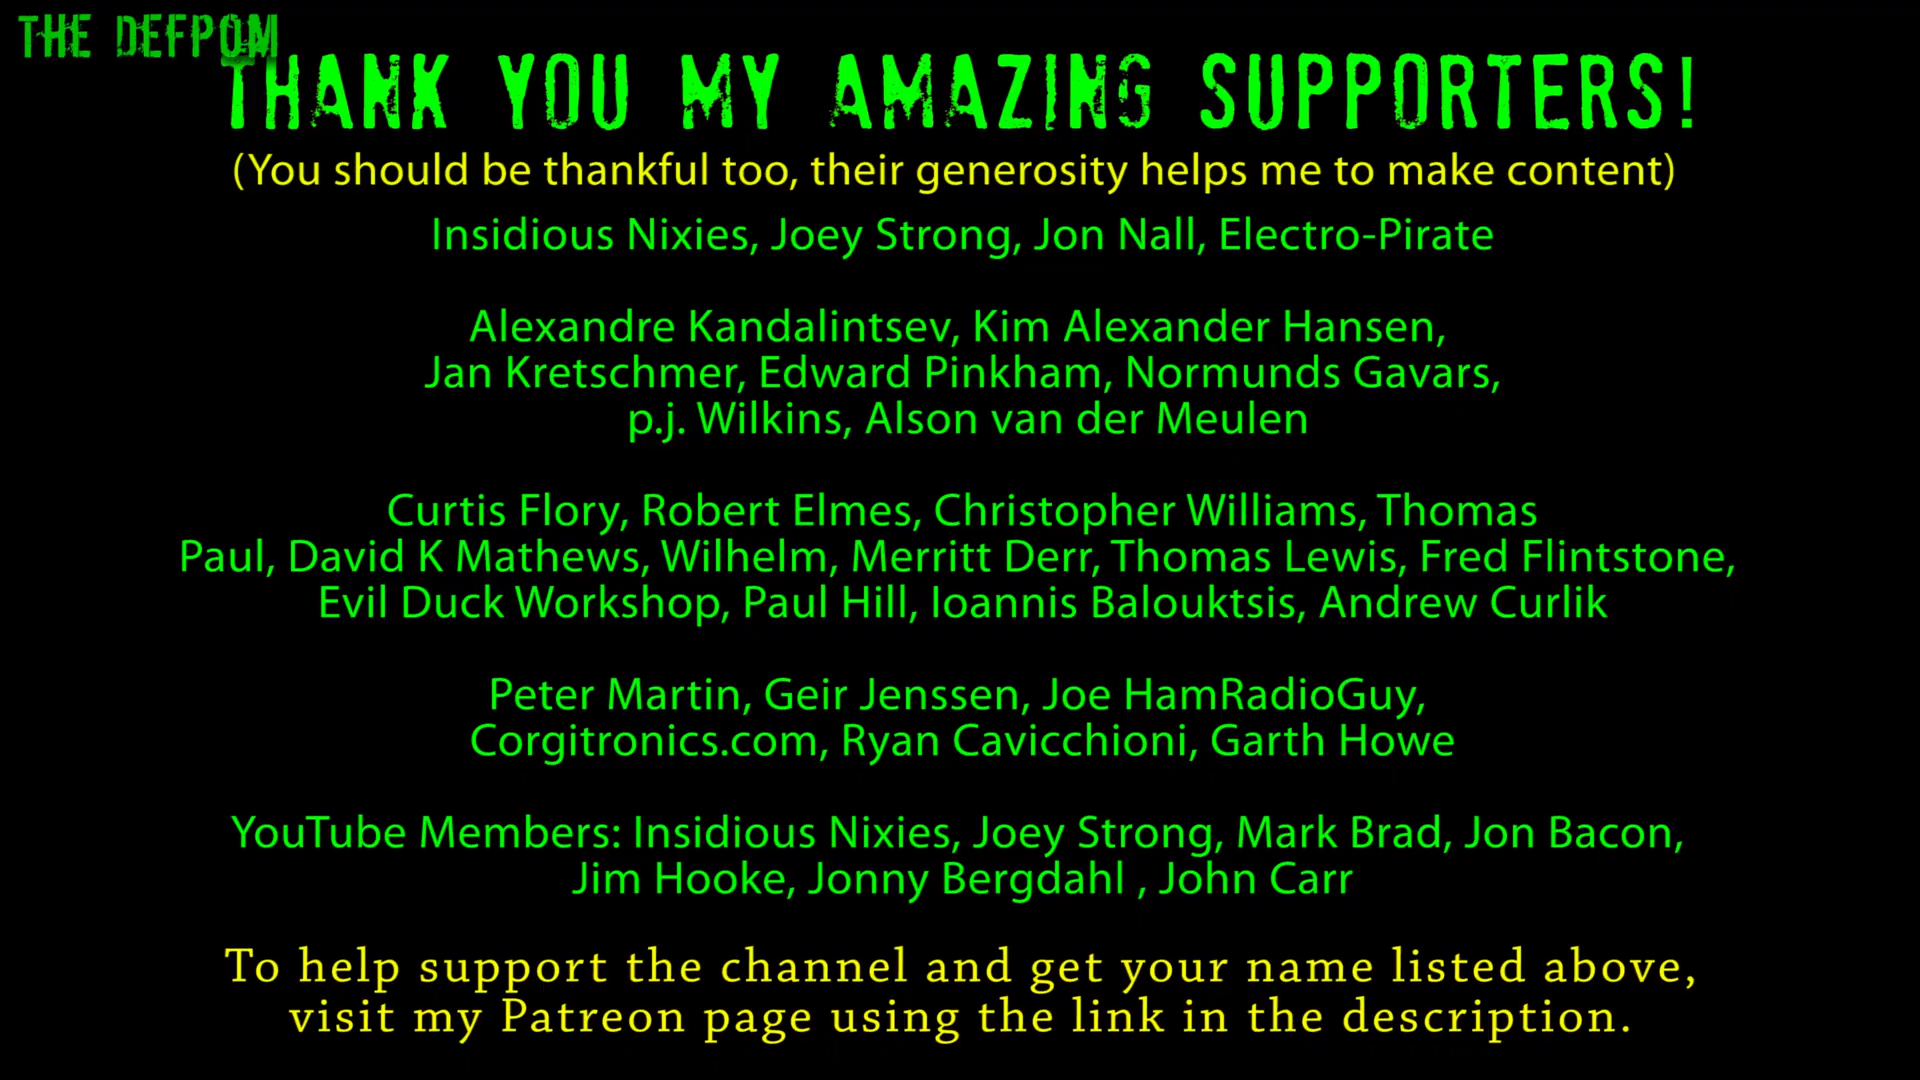 THE DEFPOM
THANK YOU MY AMAZING SUPPORTERS!
(You should be thankful too, their generosity helps me to make content)
Insidious Nixies, Joey Strong, Jon Nall, Electro-Pirate
Alexandre Kandalintsev, Kim Alexander Hansen,
Jan Kretschmer, Edward Pinkham, Normunds Gavars,
p.j. Wilkins, Alson van der Meulen
Curtis Flory, Robert Elmes, Christopher Williams, Thomas
Paul, David K Mathews, Wilhelm, Merritt Derr, Thomas Lewis, Fred Flintstone,
Evil Duck Workshop, Paul Hill, Ioannis Balouktsis, Andrew Curlik
Peter Martin, Geir Jenssen, Joe HamRadioGuy,
Corgitronics.com, Ryan Cavicchioni, Garth Howe
YouTube Members: Insidious Nixies, Joey Strong, Mark Brad, Jon Bacon,
Jim Hooke, Jonny Bergdahl , John Carr
To help support the channel and get your name listed above,
visit my Patreon page using the link in the description.